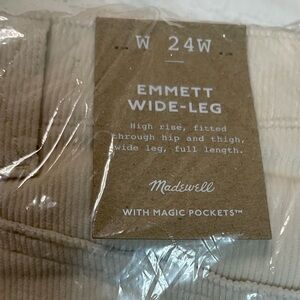 W 24W
EMMETT
WIDE-LEG
High rise, fitted
through hip and thigh,
wide leg, full length.
Madewell
WITH MAGIC POCKETS™